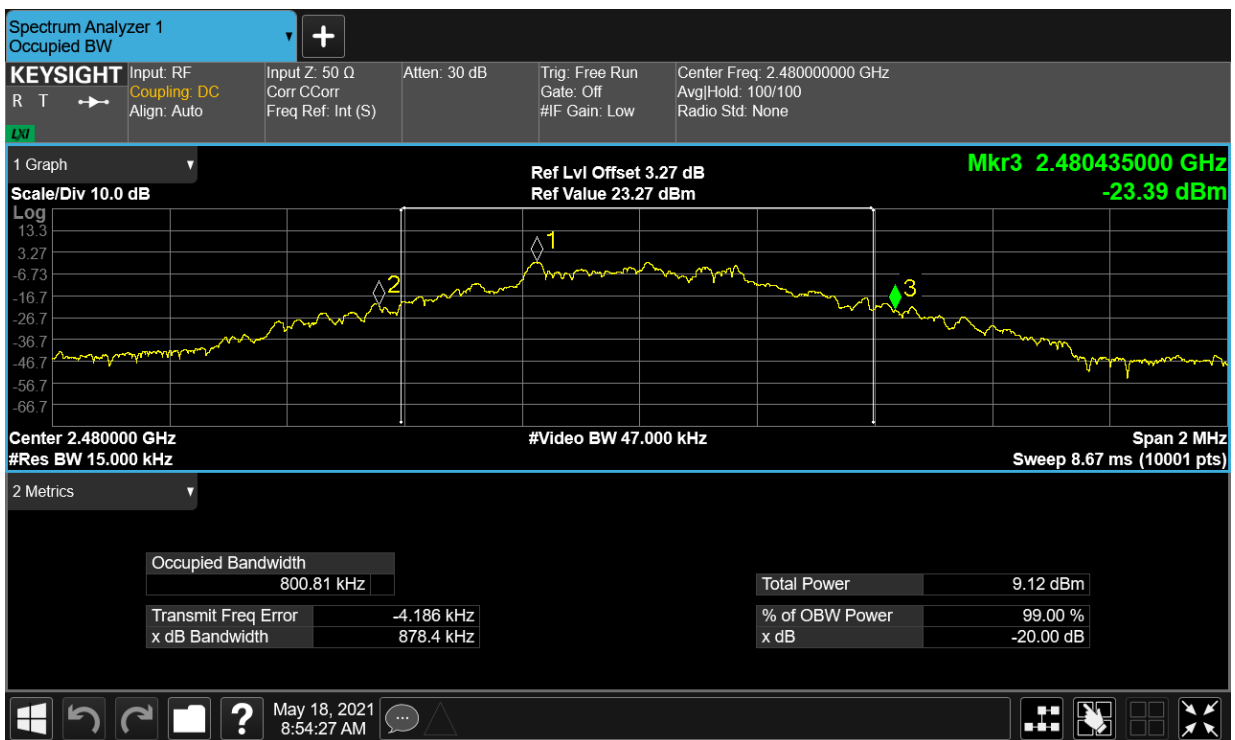 Spectrum Analyzer 1
Occupied BW
KEYSIGHT
R T
LXI
Input: RF
Coupling: DC
Align: Auto
Input Z: 50 Ω
Corr CCorr
Freq Ref: Int (S)
Atten: 30 dB
Trig: Free Run
Gate: Off
#IF Gain: Low
Center Freq: 2.480000000 GHz
Avg|Hold: 100/100
Radio Std: None
1 Graph
Scale/Div 10.0 dB
Ref Lvl Offset 3.27 dB
Ref Value 23.27 dBm
Mkr3 2.480435000 GHz
-23.39 dBm
Log
13.3
3.27
-6.73
-16.7
-26.7
-36.7
-46.7
-56.7
-66.7
1
2
3
Center 2.480000 GHz
#Video BW 47.000 kHz
Span 2 MHz
#Res BW 15.000 kHz
Sweep 8.67 ms (10001 pts)
2 Metrics
Occupied Bandwidth
800.81 kHz
Total Power 9.12 dBm
Transmit Freq Error -4.186 kHz
% of OBW Power 99.00 %
x dB Bandwidth 878.4 kHz
x dB -20.00 dB
?
May 18, 2021
8:54:27 AM